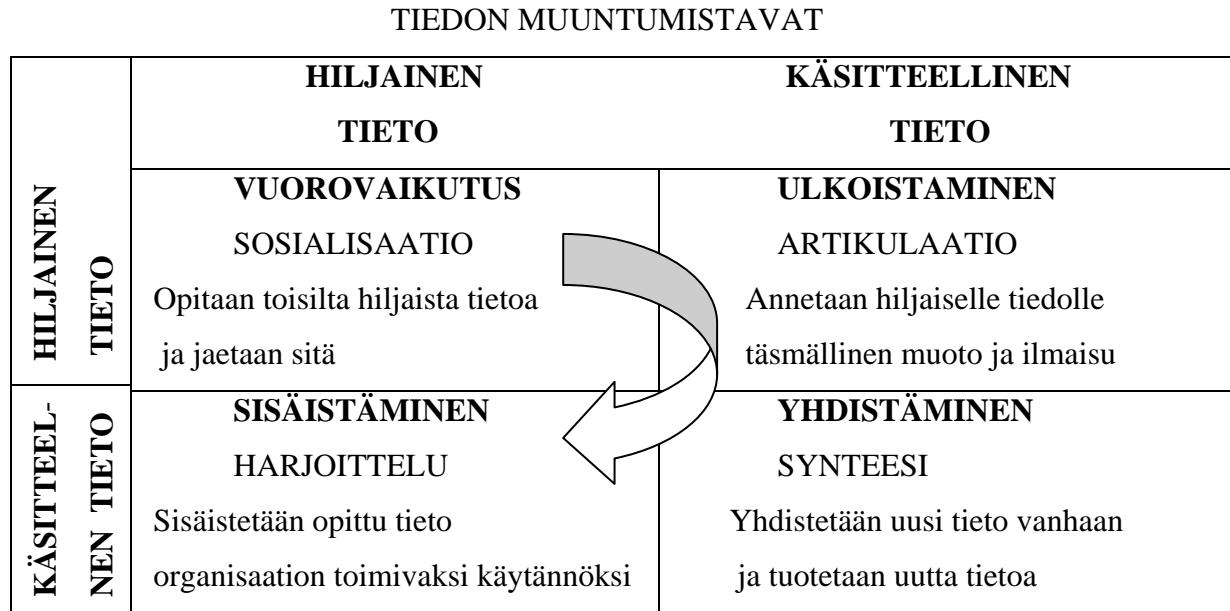 TIEDON MUUNTUMISTAVAT
HILJAINEN
TIETO
KÄSITTEELLINEN
TIETO
HILJAINEN
TIETO
VUOROVAIKUTUS
SOSIALISAATIO
Opitaan toisilta hiljaista tietoa
ja jaetaan sitä
ULKOISTAMINEN
ARTIKULAATIO
Annetaan hiljaiselle tiedolle
täsmällinen muoto ja ilmaisu
KÄSITTEEL-
NEN TIETO
SISÄISTÄMINEN
HARJOITTELU
Sisäistetään opittu tieto
organisaation toimivaksi käytännöksi
YHDISTÄMINEN
SYNTEESI
Yhdistetään uusi tieto vanhaan
ja tuotetaan uutta tietoa